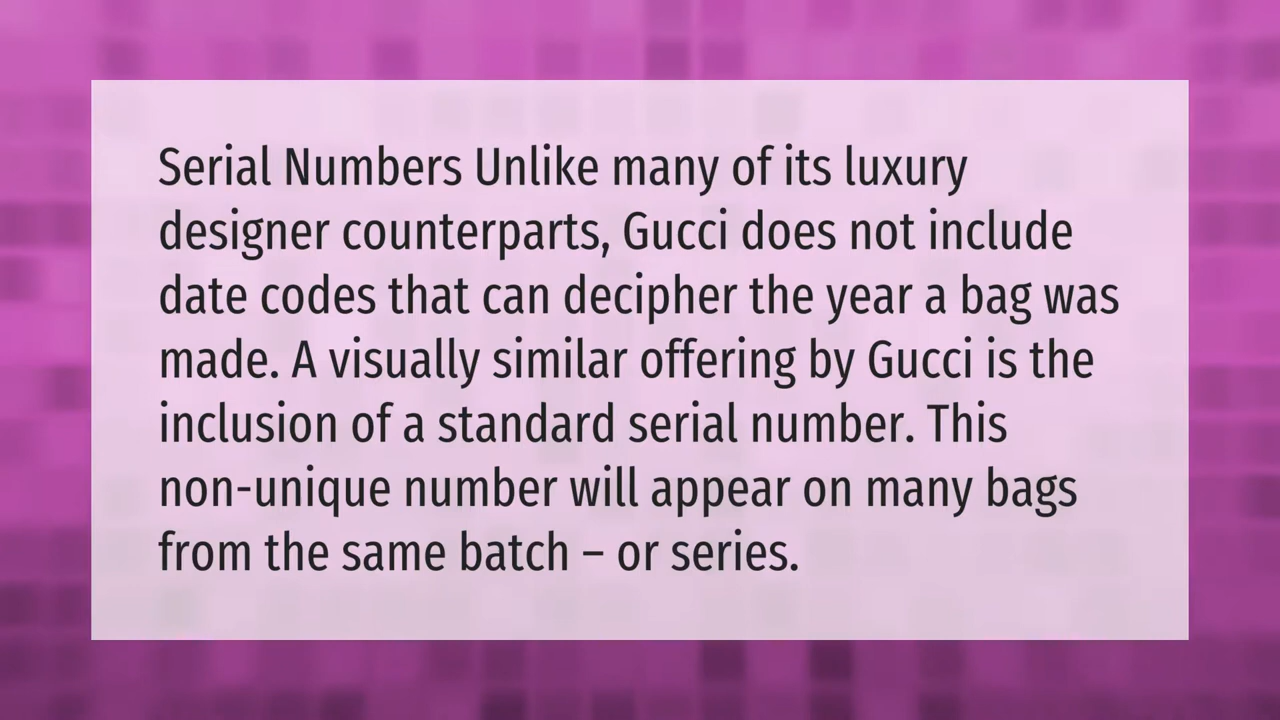 Serial Numbers Unlike many of its luxury
designer counterparts, Gucci does not include
date codes that can decipher the year a bag was
made. A visually similar offering by Gucci is the
inclusion of a standard serial number. This
non-unique number will appear on many bags
from the same batch – or series.